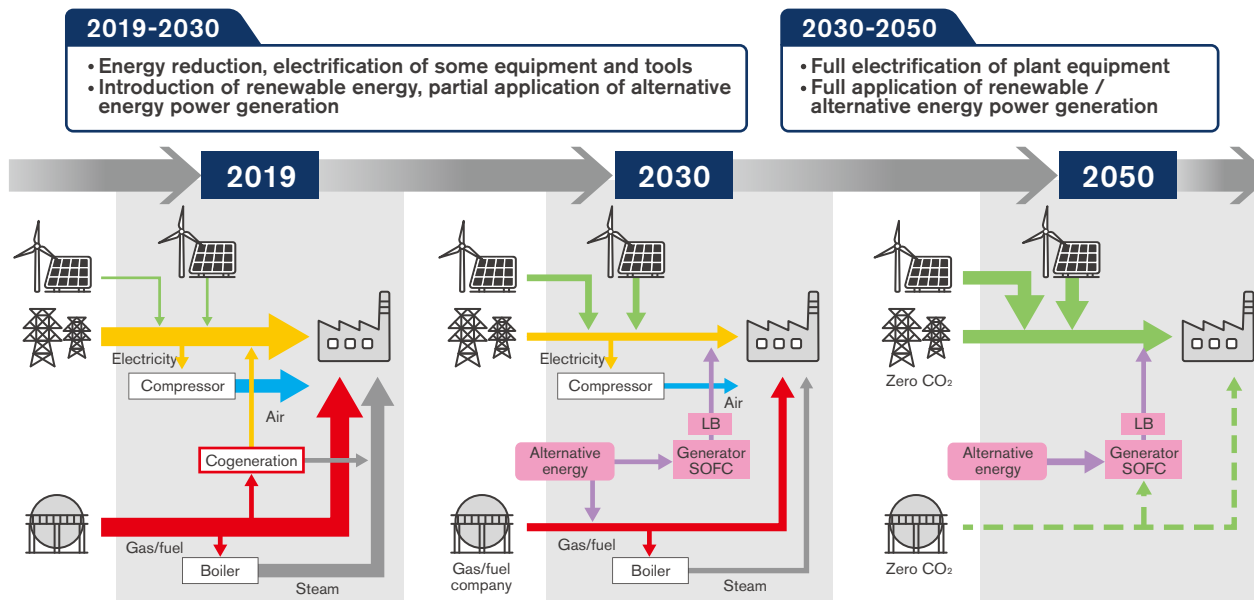 2019-2030
• Energy reduction, electrification of some equipment and tools
• Introduction of renewable energy, partial application of alternative
energy power generation
2030-2050
• Full electrification of plant equipment
• Full application of renewable /
alternative energy power generation
2019
2030
2050
Electricity
Compressor
Air
Cogeneration
Gas/fuel
Boiler
Steam
Electricity
Compressor
Air
LB
Alternative
energy
Generator
SOFC
Gas/fuel
Gas/fuel
company
Boiler
Steam
Zero CO₂
LB
Alternative
energy
Generator
SOFC
Zero CO₂